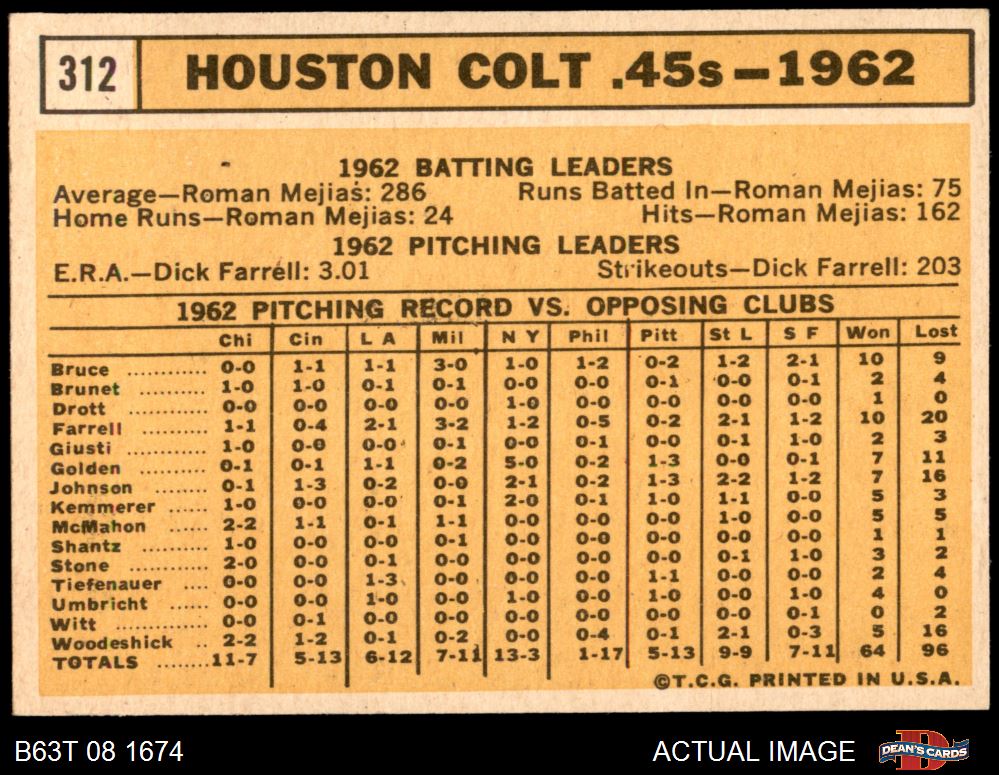 312 HOUSTON COLT .45s—1962
1962 BATTING LEADERS
Average—Roman Mejias: 286 Runs Batted In—Roman Mejias: 75
Home Runs—Roman Mejias: 24 Hits—Roman Mejias: 162
1962 PITCHING LEADERS
E.R.A.—Dick Farrell: 3.01 Strikeouts—Dick Farrell: 203
1962 PITCHING RECORD VS. OPPOSING CLUBS
Chi Cin L A Mil N Y Phil Pitt St L S F Won Lost
Bruce ............ 0-0 1-1 1-1 3-0 1-0 1-2 0-2 1-2 2-1 10 9
Brunet .......... 1-0 1-0 0-1 0-1 0-0 0-0 0-1 0-0 0-1 2 4
Drott ............ 0-0 0-0 0-0 0-0 1-0 0-0 0-0 0-0 0-0 1 0
Farrell .......... 1-1 0-4 2-1 3-2 1-2 0-5 0-2 2-1 1-2 10 20
Giusti ........... 1-0 0-0 0-0 0-1 0-0 0-1 0-0 0-1 1-0 2 3
Golden .......... 0-1 0-1 1-1 0-2 5-0 0-2 1-3 0-0 0-1 7 11
Johnson ........ 0-1 1-3 0-2 0-0 2-1 0-2 1-3 2-2 1-2 7 16
Kemmerer ..... 1-0 0-0 0-0 0-1 2-0 0-1 1-0 1-1 0-0 5 3
McMahon ...... 2-2 1-1 0-1 1-1 0-0 0-0 0-0 1-0 0-0 5 5
Shantz .......... 1-0 0-0 0-0 0-1 0-0 0-0 0-0 0-0 0-0 1 1
Stone ............ 2-0 0-0 0-1 0-0 0-0 0-0 0-0 0-1 1-0 3 2
Tiefenauer ..... 0-0 0-0 1-3 0-0 0-0 0-0 1-1 0-0 0-0 2 4
Umbricht ...... 0-0 0-0 1-0 0-0 1-0 1-0 0-0 0-0 1-0 4 0
Witt .............. 0-0 0-1 0-0 0-0 0-0 0-0 0-0 0-0 0-1 0 2
Woodeshick .. 2-2 1-2 0-1 0-2 0-0 0-4 0-1 2-1 0-3 5 16
TOTALS ........ 11-7 5-13 6-12 7-11 13-3 1-17 5-13 9-9 7-11 64 96
©T.C.G. PRINTED IN U.S.A.
B63T 08 1674 ACTUAL IMAGE DEAN'S CARDS